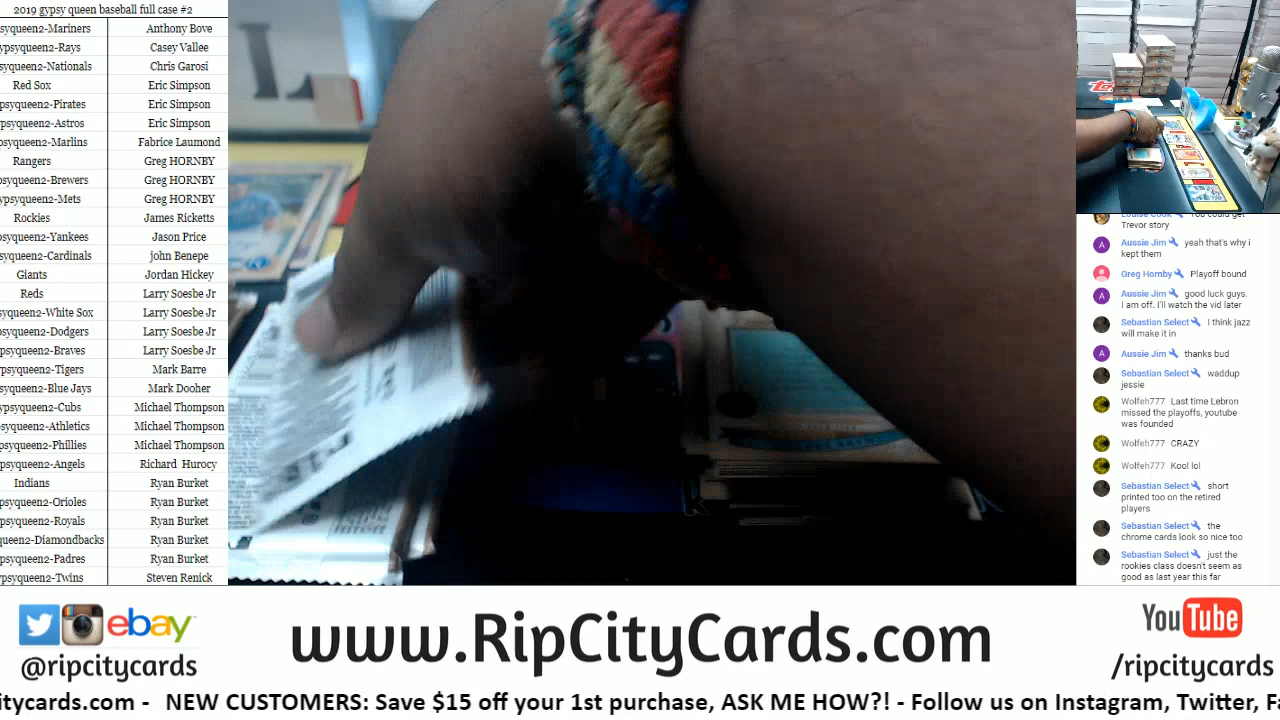 2019 gypsy queen baseball full case #2
syqueen2-Mariners Anthony Bove
ypsyqueen2-Rays Casey Vallee
syqueen2-Nationals Chris Garosi
Red Sox Eric Simpson
psyqueen2-Pirates Eric Simpson
psyqueen2-Astros Eric Simpson
psyqueen2-Marlins Fabrice Laumond
Rangers Greg HORNBY
psyqueen2-Brewers Greg HORNBY
psyqueen2-Mets Greg HORNBY
Rockies James Ricketts
psyqueen2-Yankees Jason Price
syqueen2-Cardinals john Benepe
Giants Jordan Hickey
Reds Larry Soesbe Jr
syqueen2-White Sox Larry Soesbe Jr
psyqueen2-Dodgers Larry Soesbe Jr
psyqueen2-Braves Larry Soesbe Jr
ypsyqueen2-Tigers Mark Barre
psyqueen2-Blue Jays Mark Dooher
ypsyqueen2-Cubs Michael Thompson
psyqueen2-Athletics Michael Thompson
psyqueen2-Phillies Michael Thompson
psyqueen2-Angels Richard Hurocy
Indians Ryan Burket
psyqueen2-Orioles Ryan Burket
psyqueen2-Royals Ryan Burket
queen2-Diamondbacks Ryan Burket
psyqueen2-Padres Ryan Burket
ypsyqueen2-Twins Steven Renick
Louise Cook You could get
Trevor story
Aussie Jim yeah that's why i
kept them
Greg Hornby Playoff bound
Aussie Jim good luck guys.
I am off. I'll watch the vid later
Sebastian Select I think jazz
will make it in
Aussie Jim thanks bud
Sebastian Select waddup
jessie
Wolfeh777 Last time Lebron
missed the playoffs, youtube
was founded
Wolfeh777 CRAZY
Wolfeh777 Kool lol
Sebastian Select short
printed too on the retired
players
Sebastian Select the
chrome cards look so nice too
Sebastian Select just the
rookies class doesn't seem as
good as last year this far
ebay
@ripcitycards
www.RipCityCards.com
YouTube
/ripcitycards
citycards.com - NEW CUSTOMERS: Save $15 off your 1st purchase, ASK ME HOW?! - Follow us on Instagram, Twitter, Fa